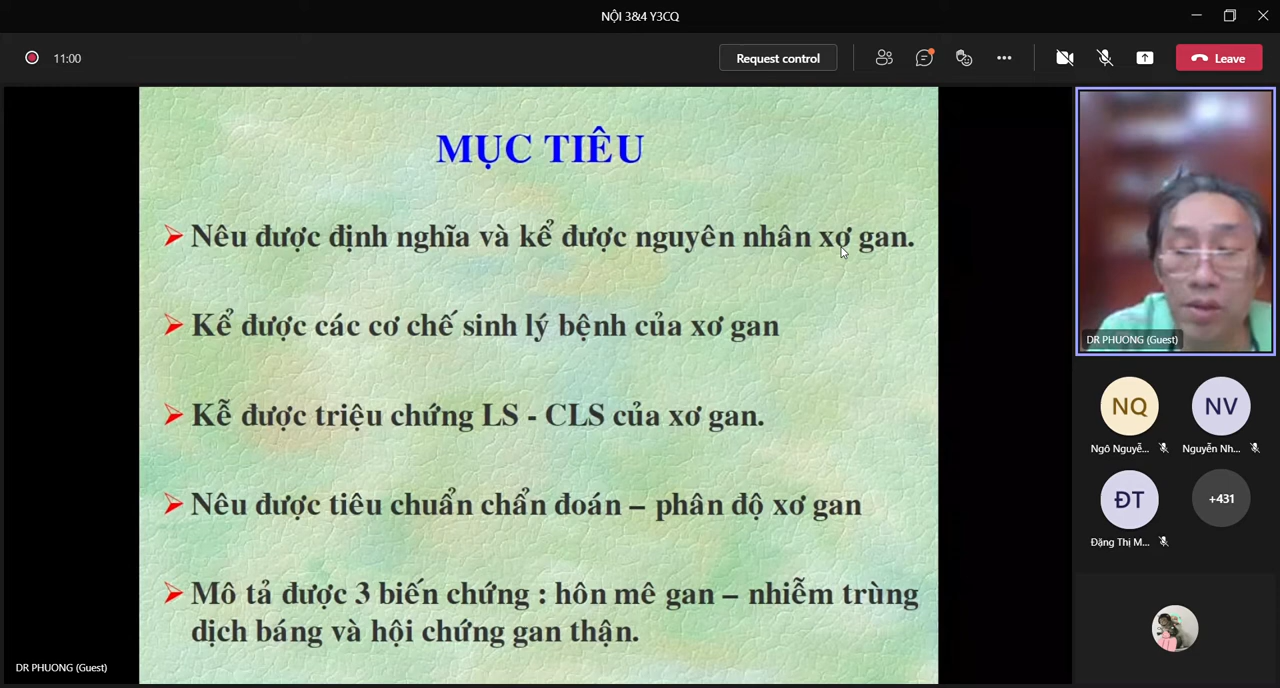 NỘI 3&4 Y3CQ
11:00
Request control
Leave
MỤC TIÊU
Nêu được định nghĩa và kể được nguyên nhân xơ gan.
Kể được các cơ chế sinh lý bệnh của xơ gan
Kễ được triệu chứng LS - CLS của xơ gan.
Nêu được tiêu chuẩn chẩn đoán – phân độ xơ gan
Mô tả được 3 biến chứng : hôn mê gan – nhiễm trùng
dịch báng và hội chứng gan thận.
DR PHUONG (Guest)
DR PHUONG (Guest)
NQ
NV
Ngô Nguyễ...
Nguyễn Nh...
ĐT
+431
Đặng Thị M...